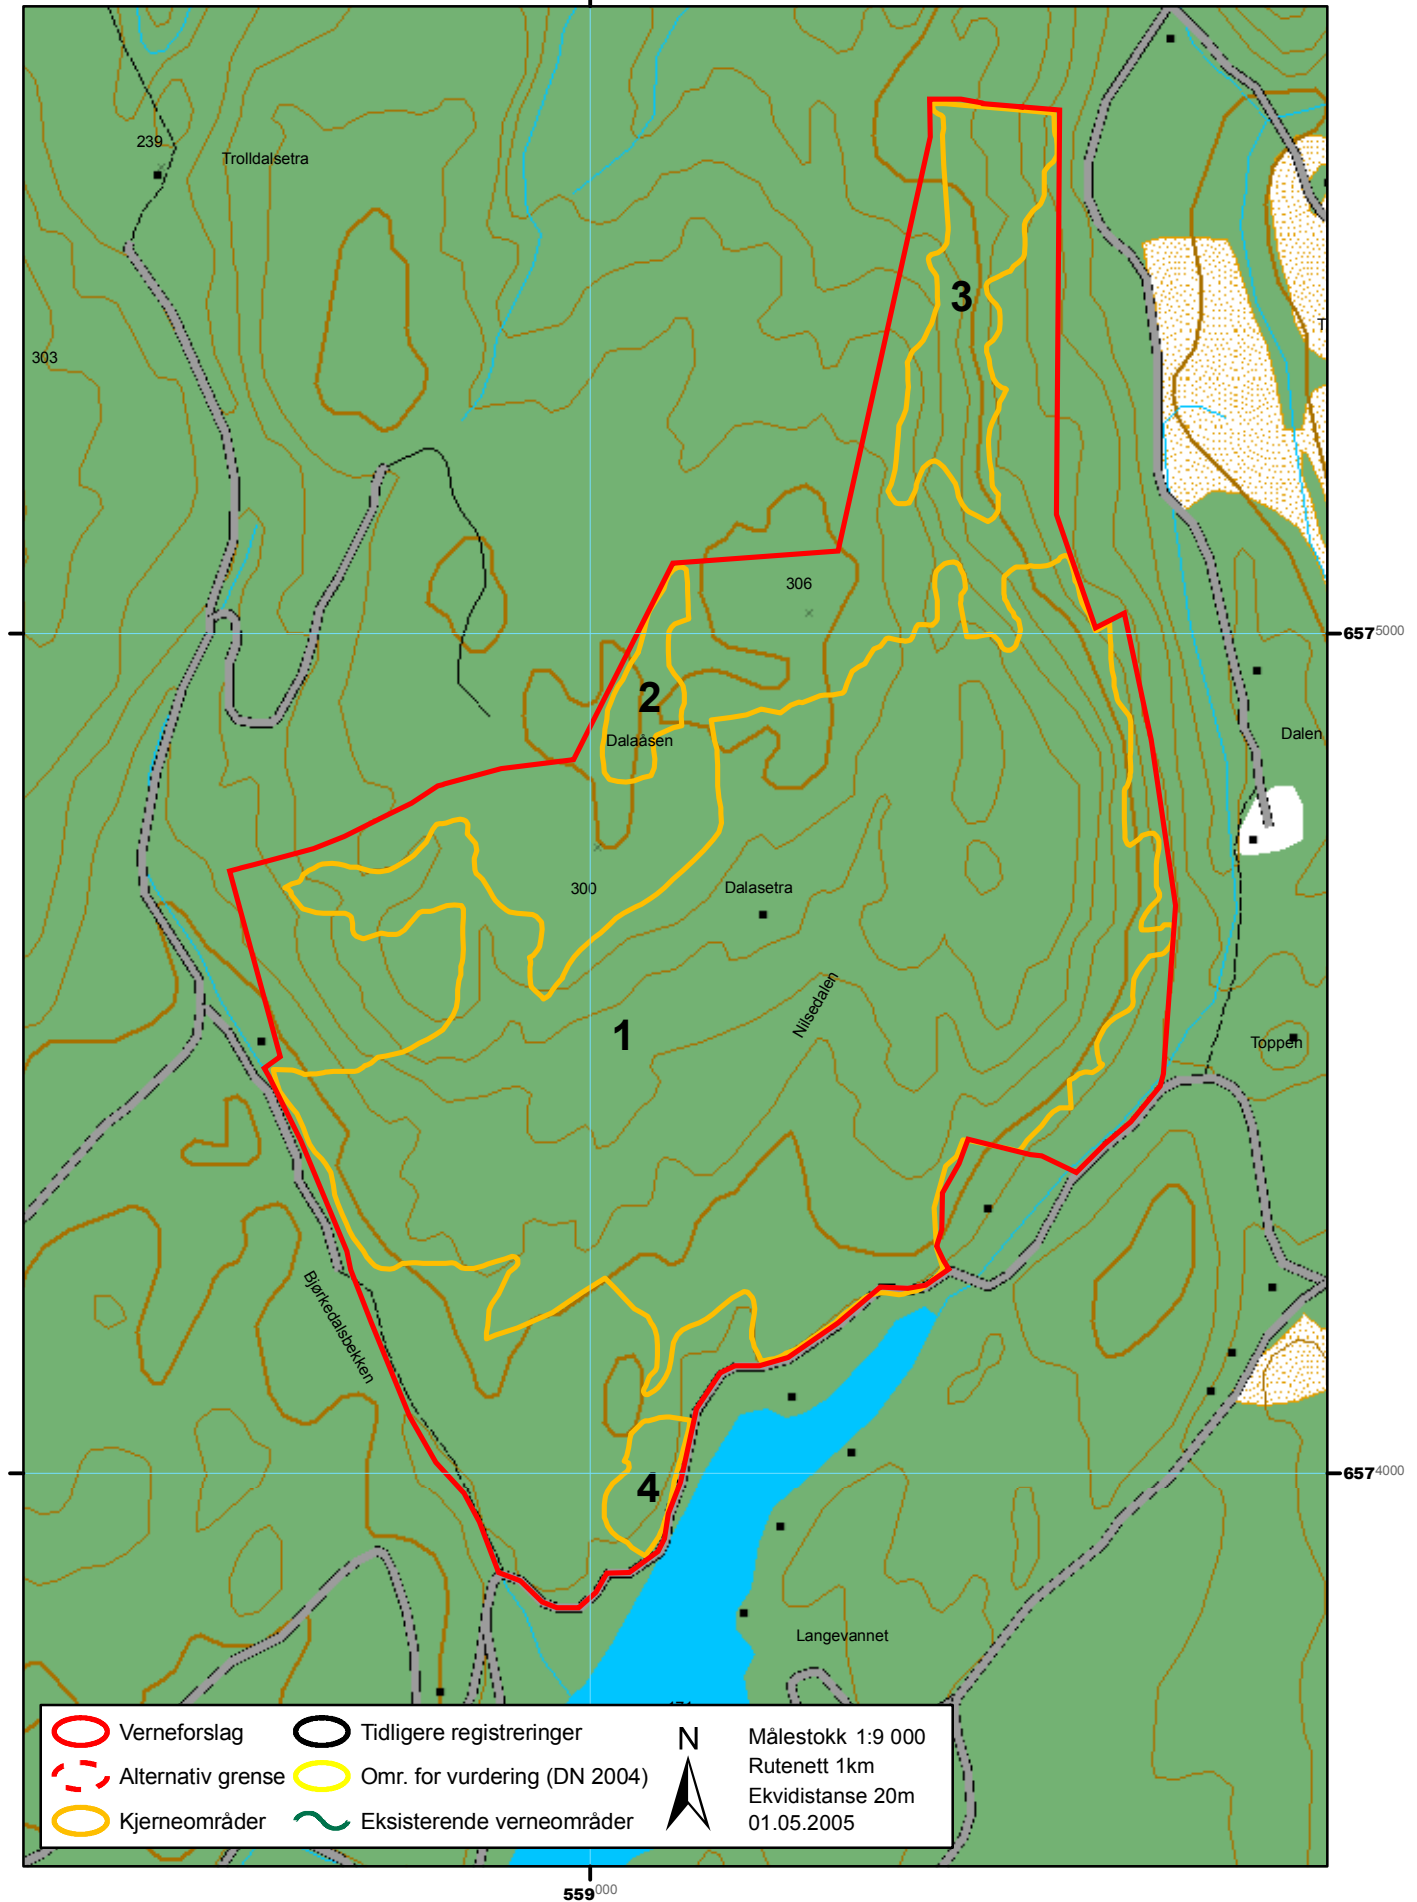 239
Trolldalsetra
303
3
306
6575000
2
Dalaåsen
Dalen
300
Dalasetra
Nilsedalen
1
Toppen
Bjørkedalsbekken
4
6574000
Langevannet
Verneforslag
Alternativ grense
Kjerneområder
Tidligere registreringer
Omr. for vurdering (DN 2004)
Eksisterende verneområder
N
Målestokk 1:9 000
Rutenett 1km
Ekvidistanse 20m
01.05.2005
559000